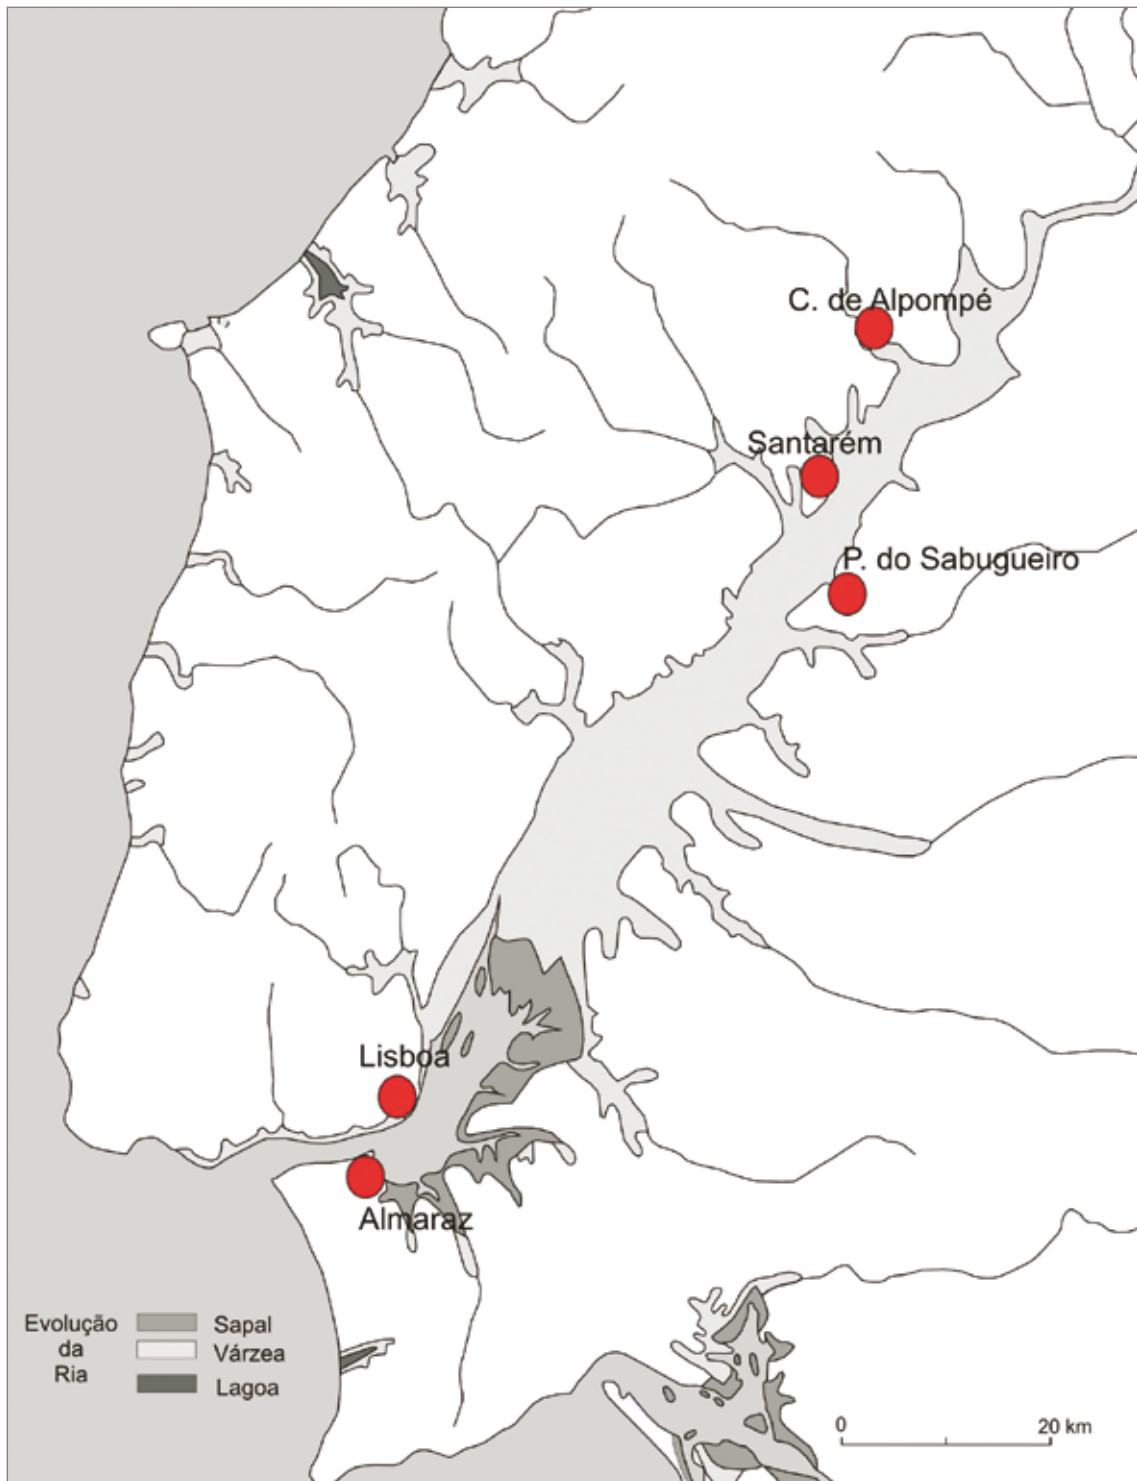 C. de Alpompé
Santarém
P. do Sabugueiro
Lisboa
Almaraz
Evolução
da
Ria
Sapal
Várzea
Lagoa
0 20 km